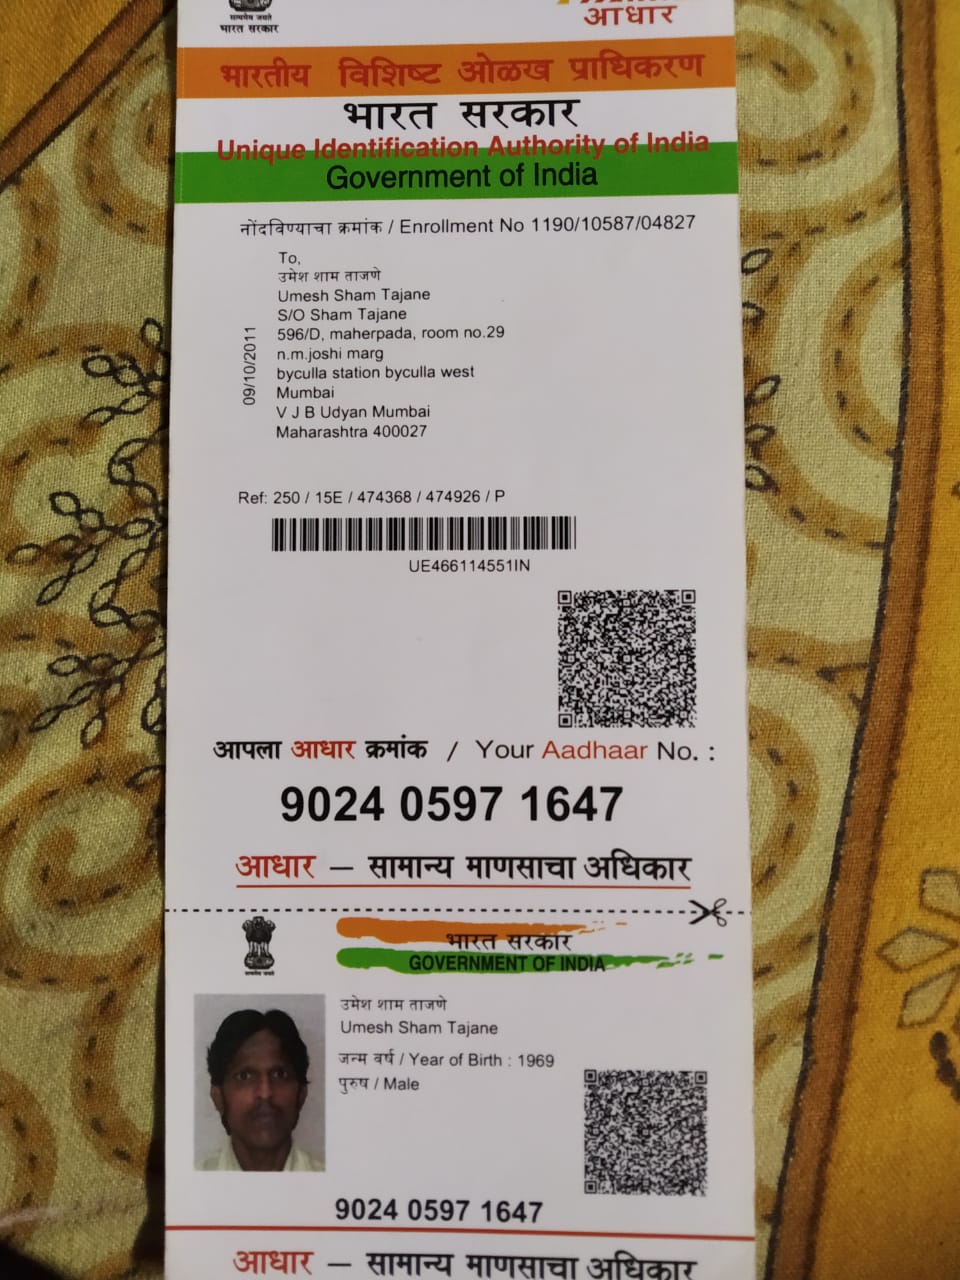 सत्यमेव जयते
भारत सरकार
आधार
भारतीय विशिष्ट ओळख प्राधिकरण
भारत सरकार
Unique Identification Authority of India
Government of India
नोंदविण्याचा क्रमांक / Enrollment No 1190/10587/04827
To,
उमेश शाम ताजणे
Umesh Sham Tajane
S/O Sham Tajane
596/D, maherpada, room no.29
n.m.joshi marg
byculla station byculla west
Mumbai
V J B Udyan Mumbai
Maharashtra 400027
09/10/2011
Ref: 250 / 15E / 474368 / 474926 / P
UE466114551IN
आपला आधार क्रमांक / Your Aadhaar No. :
9024 0597 1647
आधार – सामान्य माणसाचा अधिकार
सत्यमेव जयते
भारत सरकार
GOVERNMENT OF INDIA
उमेश शाम ताजणे
Umesh Sham Tajane
जन्म वर्ष / Year of Birth : 1969
पुरुष / Male
9024 0597 1647
आधार – सामान्य माणसाचा अधिकार